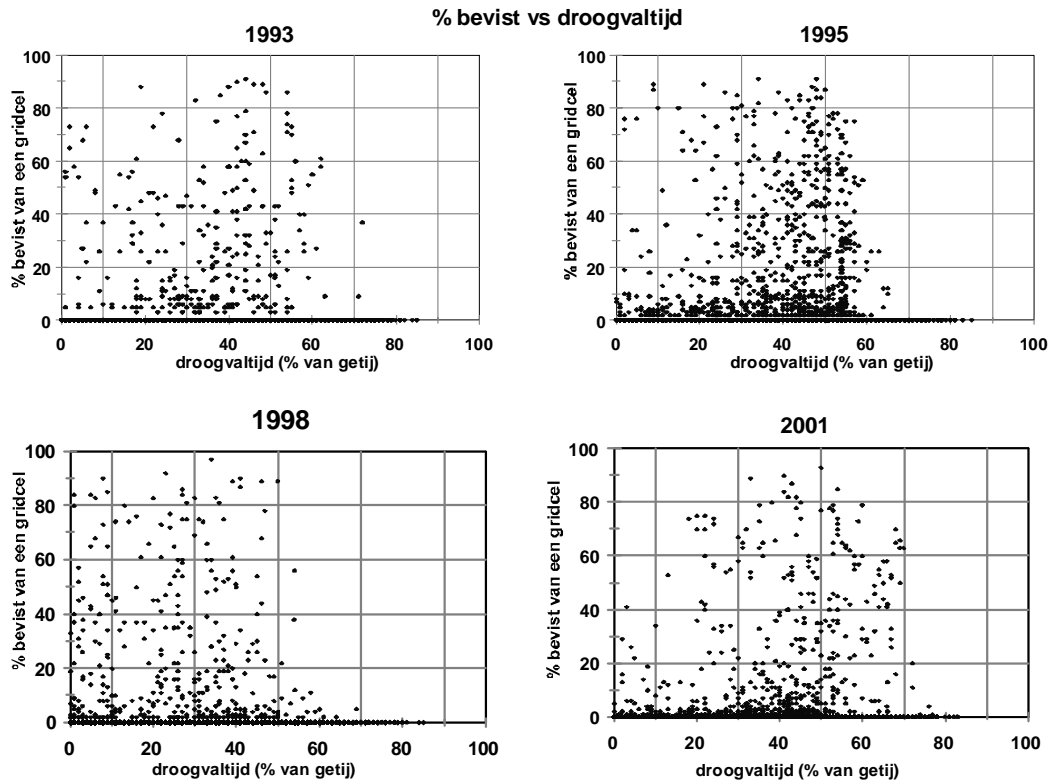 % bevist vs droogvaltijd
1993
% bevist van een gridcel
100
80
60
40
20
0
0 20 40 60 80 100
droogvaltijd (% van getij)
1995
% bevist van een gridcel
100
80
60
40
20
0
0 20 40 60 80 100
droogvaltijd (% van getij)
1998
% bevist van een gridcel
100
80
60
40
20
0
0 20 40 60 80 100
droogvaltijd (% van getij)
2001
% bevist van een gridcel
100
80
60
40
20
0
0 20 40 60 80 100
droogvaltijd (% van getij)